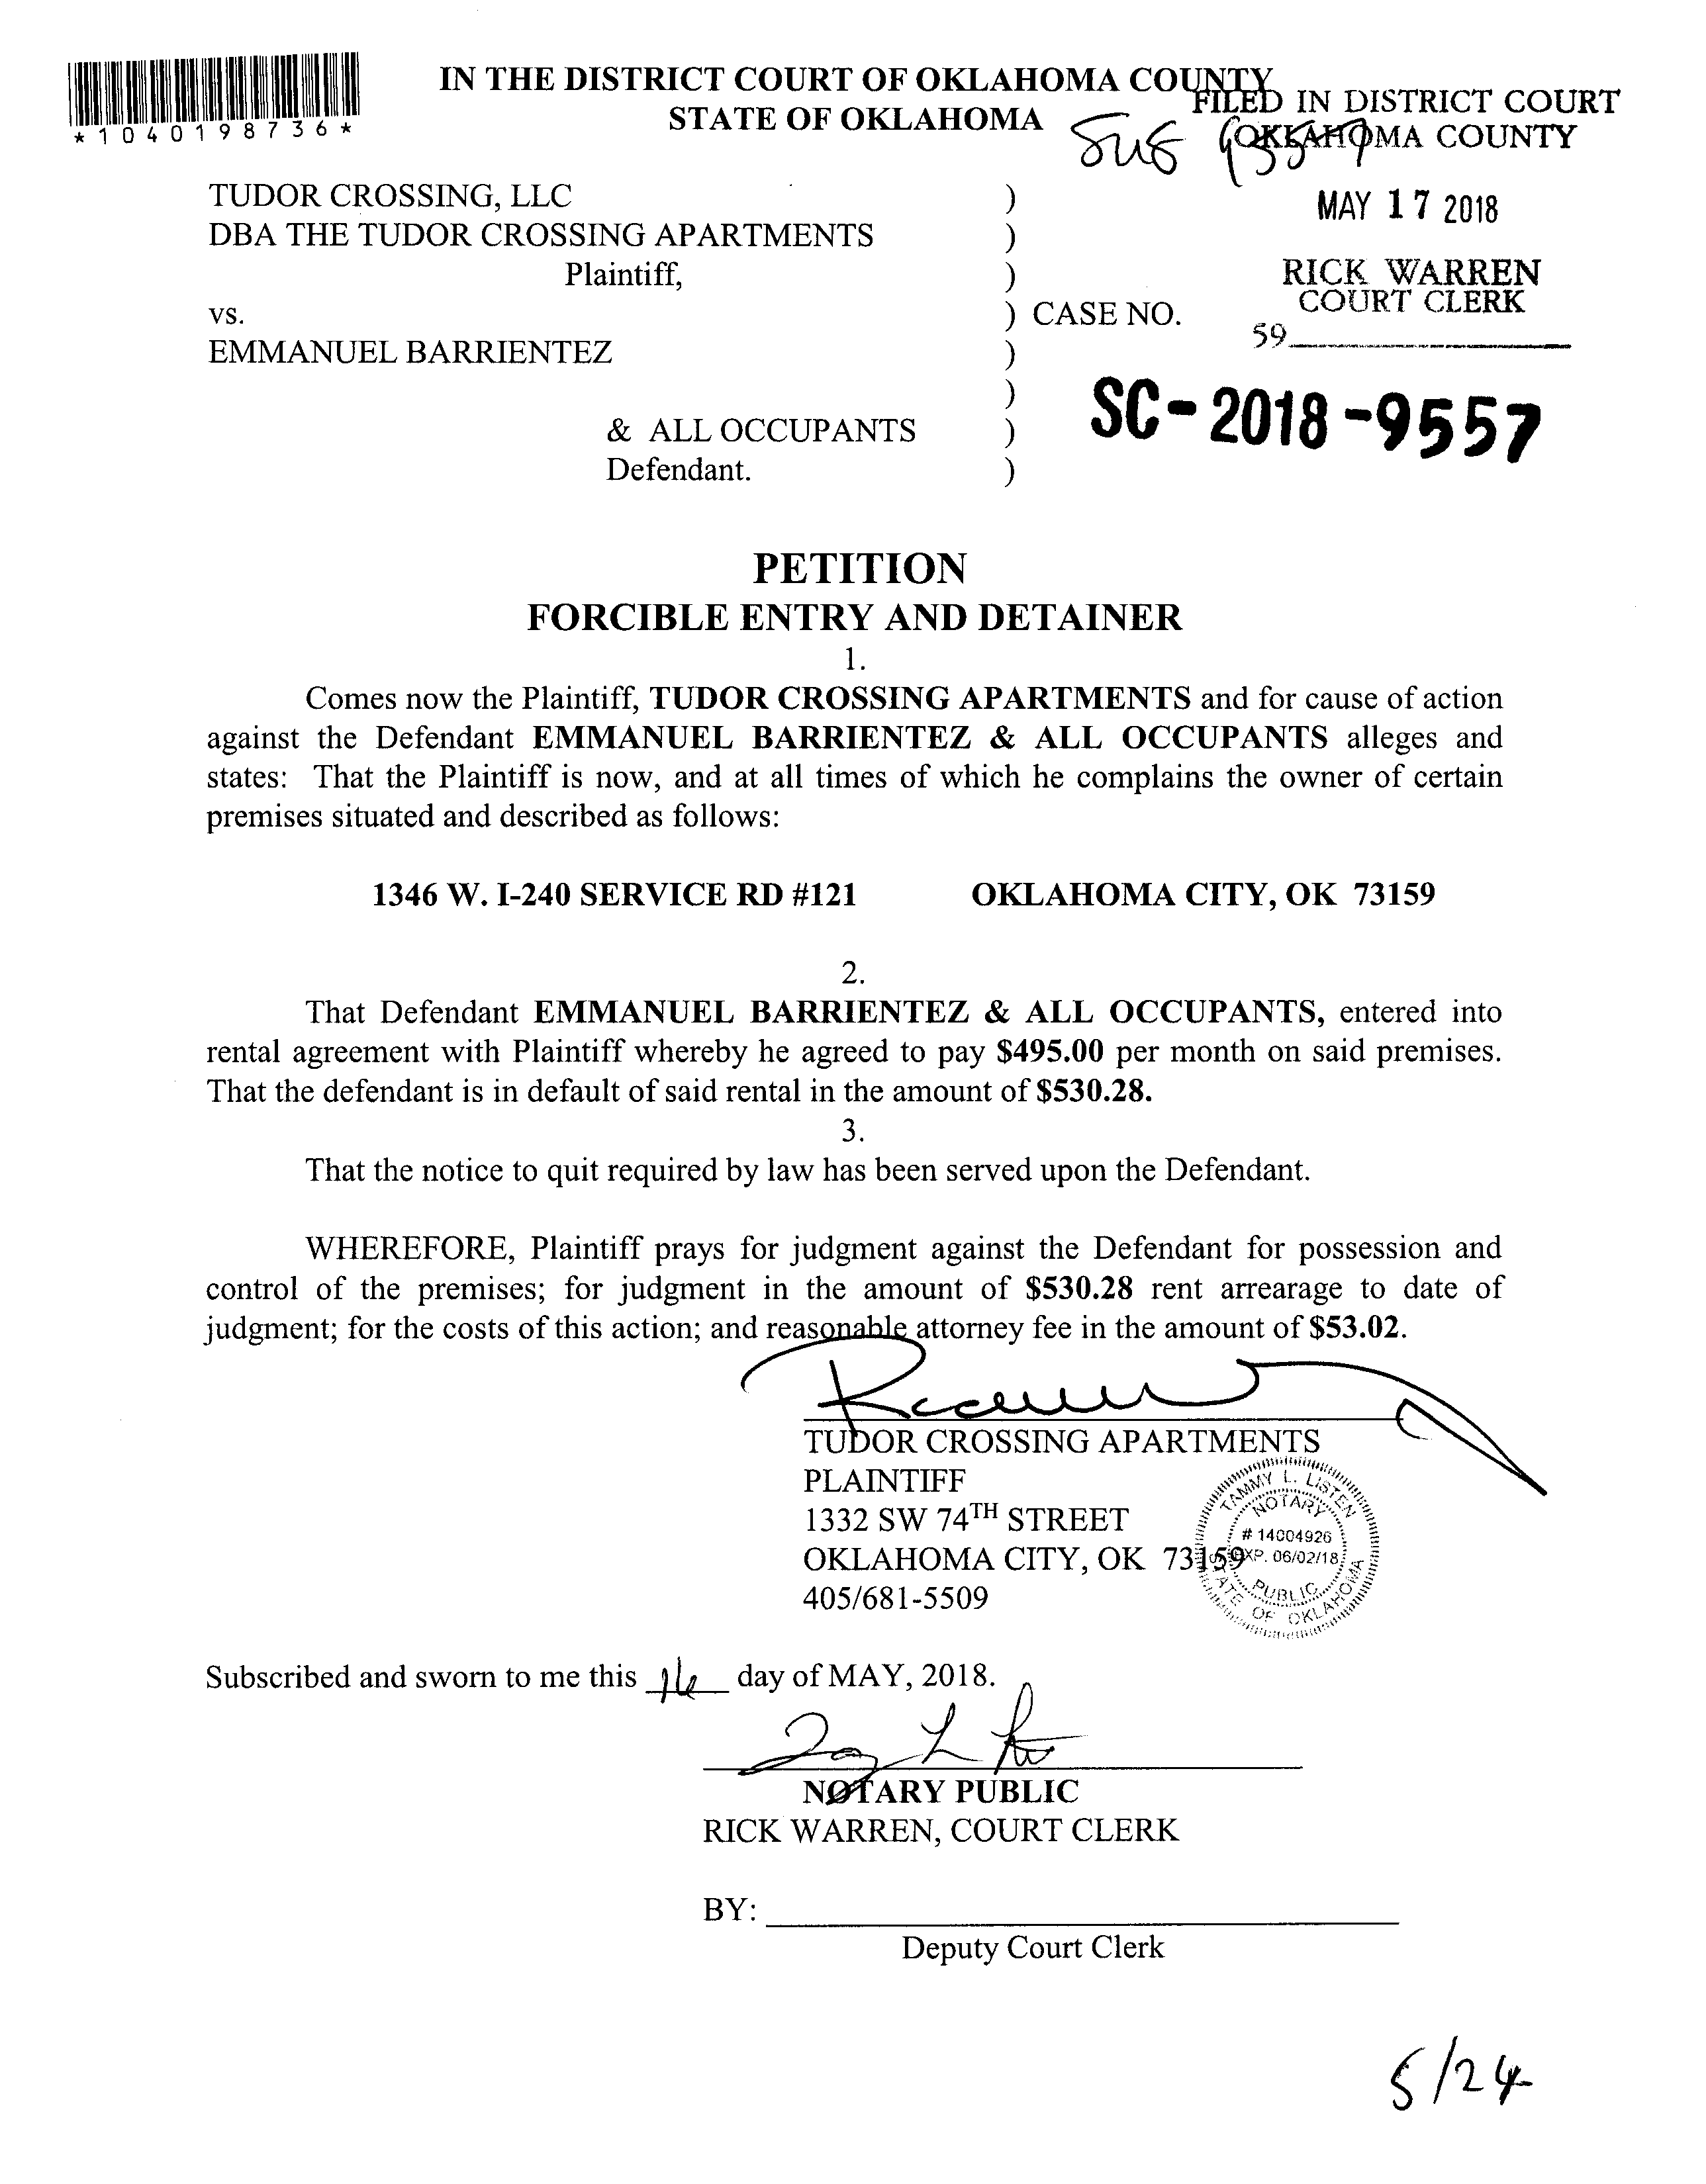 IN THE DISTRICT COURT OF OKLAHOMA COUNTY
STATE OF OKLAHOMA
FILED IN DISTRICT COURT
OKLAHOMA COUNTY
*1040198736*
MAY 17 2018
RICK WARREN
COURT CLERK
59
TUDOR CROSSING, LLC )
DBA THE TUDOR CROSSING APARTMENTS )
Plaintiff, )
vs. ) CASE NO.
EMMANUEL BARRIENTEZ )
)
& ALL OCCUPANTS )
Defendant. )
SC-2018-9557
PETITION
FORCIBLE ENTRY AND DETAINER
1.
Comes now the Plaintiff, TUDOR CROSSING APARTMENTS and for cause of action
against the Defendant EMMANUEL BARRIENTEZ & ALL OCCUPANTS alleges and
states: That the Plaintiff is now, and at all times of which he complains the owner of certain
premises situated and described as follows:
1346 W. I-240 SERVICE RD #121 OKLAHOMA CITY, OK 73159
2.
That Defendant EMMANUEL BARRIENTEZ & ALL OCCUPANTS, entered into
rental agreement with Plaintiff whereby he agreed to pay $495.00 per month on said premises.
That the defendant is in default of said rental in the amount of $530.28.
3.
That the notice to quit required by law has been served upon the Defendant.
WHEREFORE, Plaintiff prays for judgment against the Defendant for possession and
control of the premises; for judgment in the amount of $530.28 rent arrearage to date of
judgment; for the costs of this action; and reasonable attorney fee in the amount of $53.02.
TUDOR CROSSING APARTMENTS
PLAINTIFF
1332 SW 74TH STREET
OKLAHOMA CITY, OK 73159
405/681-5509
TAMMY L. LISTEN
NOTARY
# 14004926
EXP. 06/02/18
PUBLIC
STATE OF OKLAHOMA
Subscribed and sworn to me this 16 day of MAY, 2018.
NOTARY PUBLIC
RICK WARREN, COURT CLERK
BY:
Deputy Court Clerk
5/24